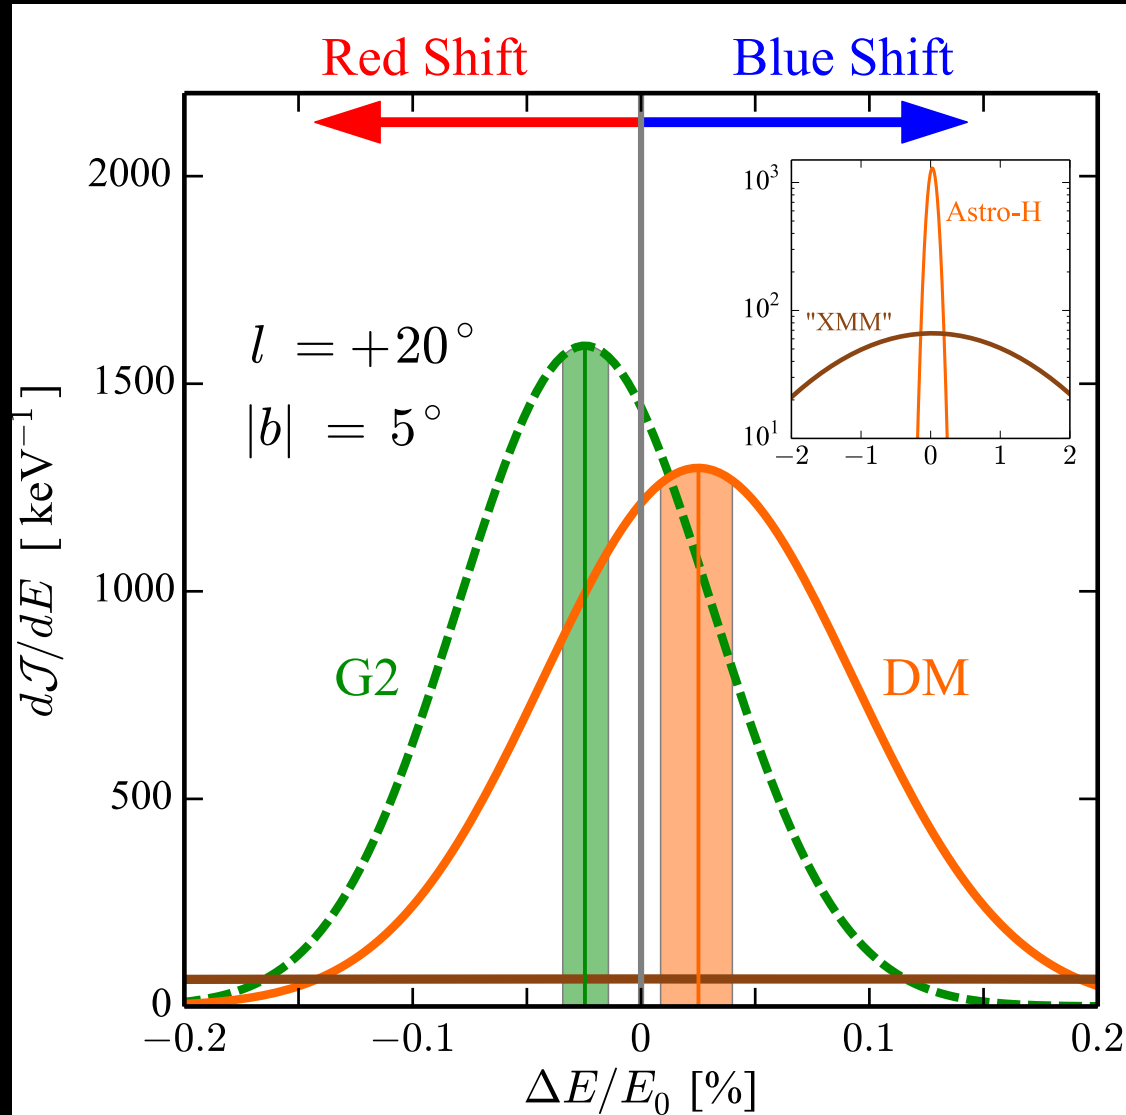 Red Shift Blue Shift
2000
1500
1000
500
0
−0.2 −0.1 0 0.1 0.2
ΔE/E₀ [%]
d𝒥/dE [keV⁻¹]
l = +20°
|b| = 5°
G2
DM
10³
10²
10¹
−2 −1 0 1 2
Astro-H
"XMM"